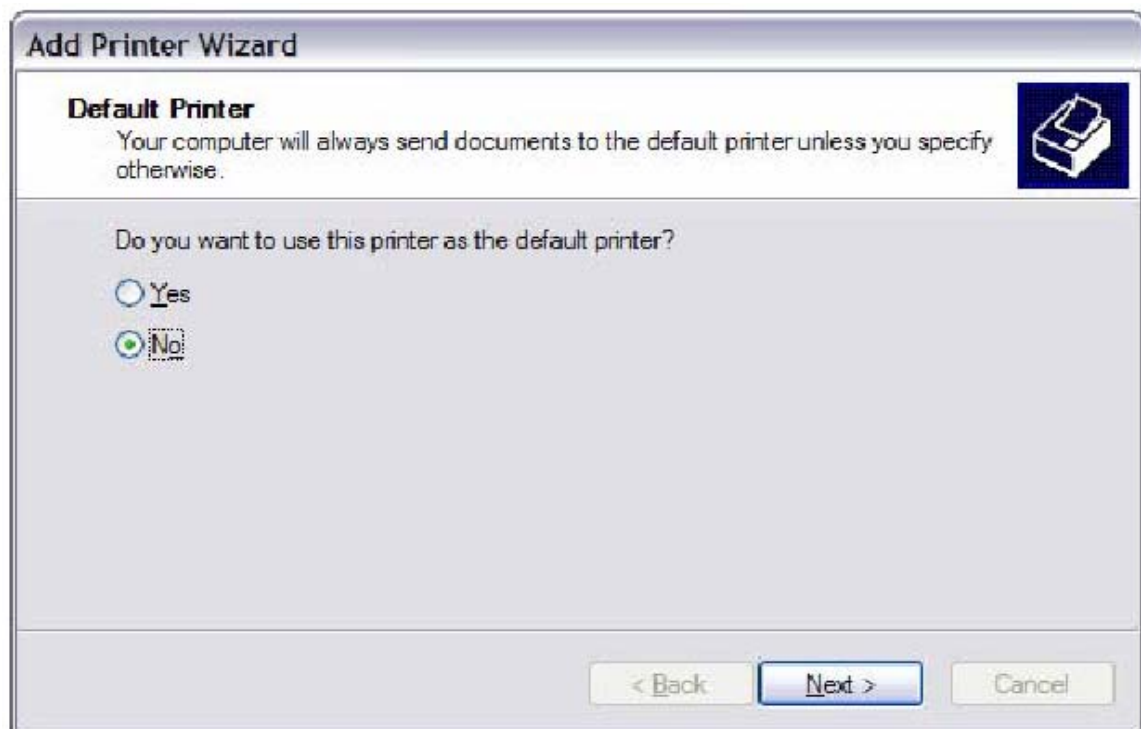 Add Printer Wizard
Default Printer
Your computer will always send documents to the default printer unless you specify
otherwise.
Do you want to use this printer as the default printer?
Yes
No
< Back
Next >
Cancel